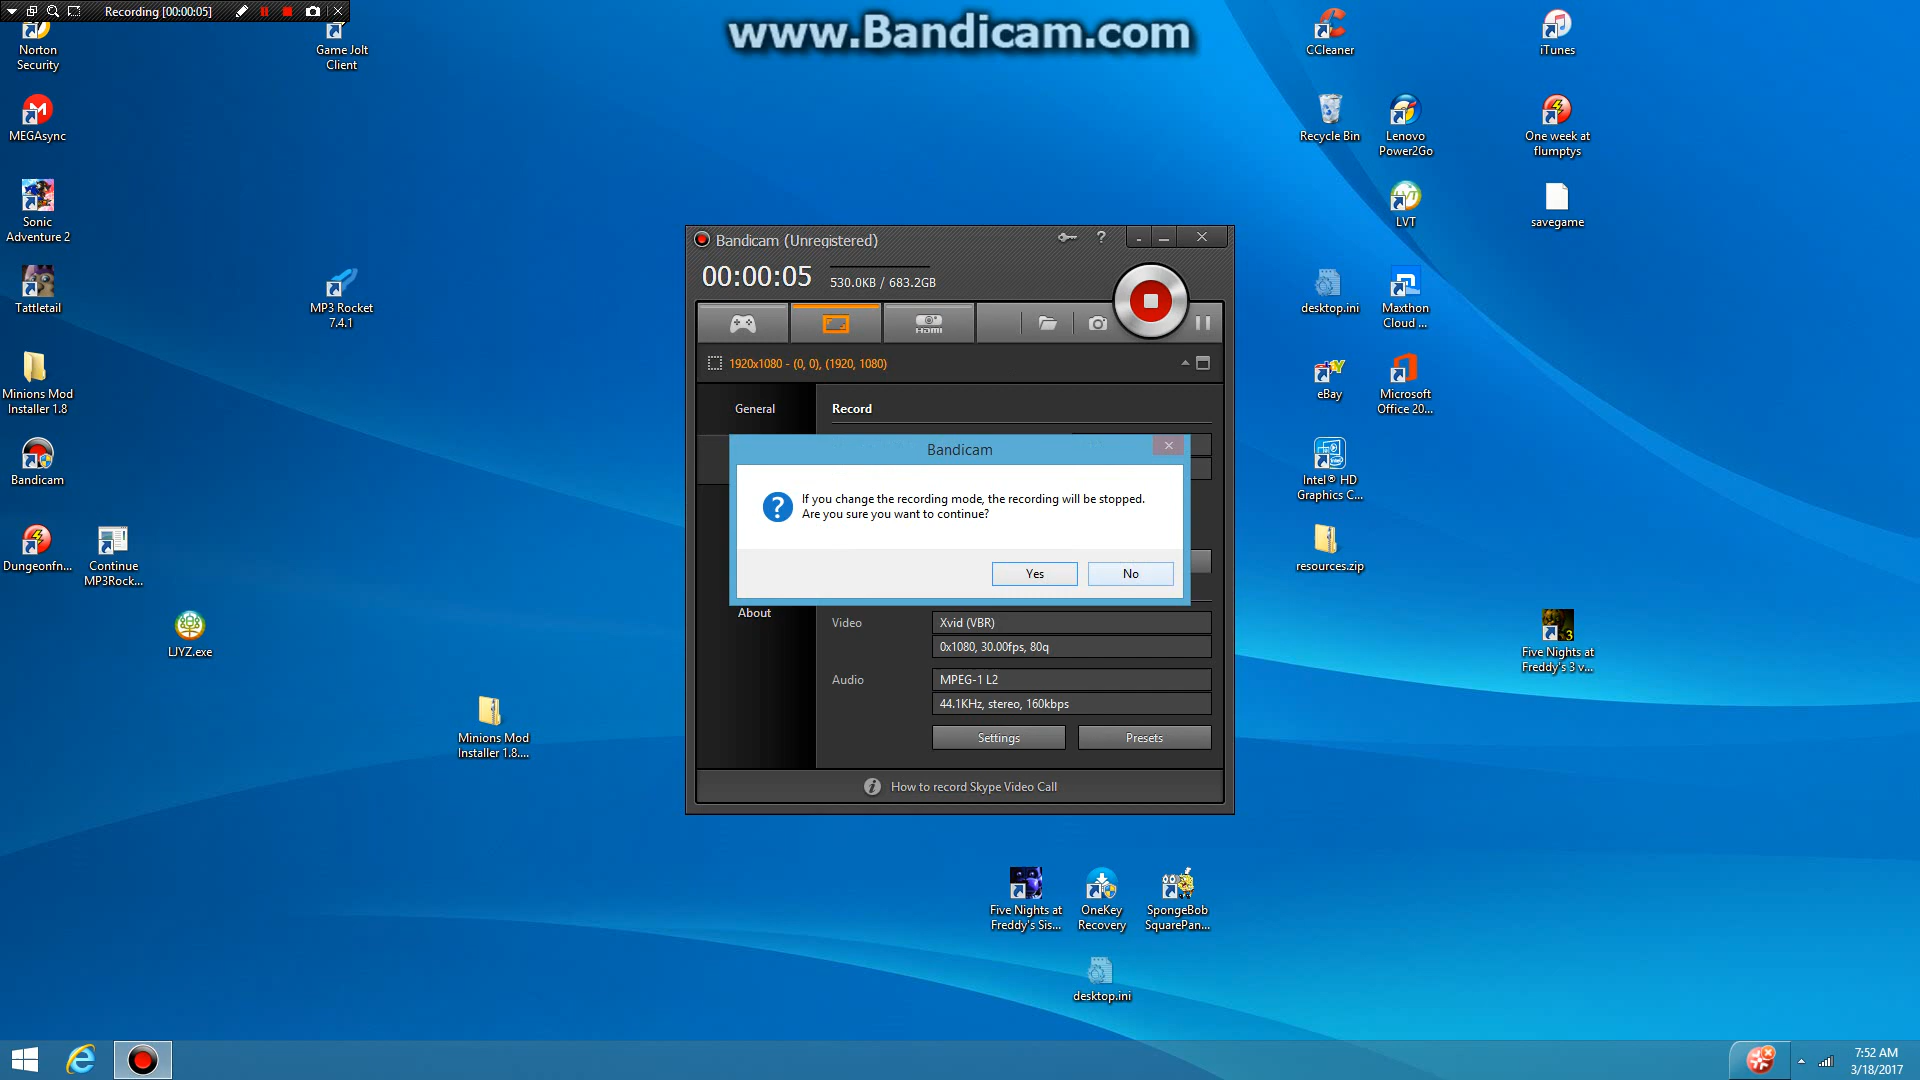 Recording [00:00:05]
www.Bandicam.com
Norton
Security
Game Jolt
Client
CCleaner
iTunes
MEGAsync
Recycle Bin
Lenovo
Power2Go
One week at
flumptys
Sonic
Adventure 2
LVT
savegame
Tattletail
MP3 Rocket
7.4.1
desktop.ini
Maxthon
Cloud ...
Minions Mod
Installer 1.8
eBay
Microsoft
Office 20...
Bandicam
Intel® HD
Graphics C...
Dungeonfn...
Continue
MP3Rock...
resources.zip
LJYZ.exe
Five Nights at
Freddy's 3 v...
Minions Mod
Installer 1.8....
Bandicam (Unregistered)
00:00:05
530.0KB / 683.2GB
HDMI
1920x1080 - (0, 0), (1920, 1080)
General
Record
Bandicam
If you change the recording mode, the recording will be stopped.
Are you sure you want to continue?
Yes
No
About
Video
Xvid (VBR)
0x1080, 30.00fps, 80q
Audio
MPEG-1 L2
44.1KHz, stereo, 160kbps
Settings
Presets
How to record Skype Video Call
Five Nights at
Freddy's Sis...
OneKey
Recovery
SpongeBob
SquarePan...
desktop.ini
7:52 AM
3/18/2017